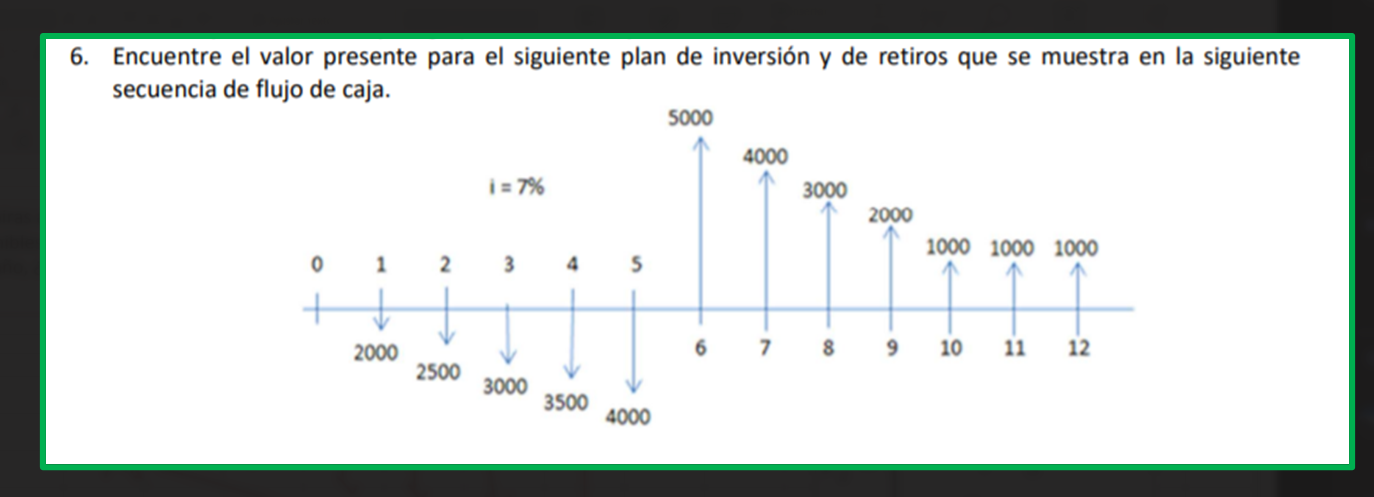 6. Encuentre el valor presente para el siguiente plan de inversión y de retiros que se muestra en la siguiente
secuencia de flujo de caja.
5000
4000
i = 7%
3000
2000
1000 1000 1000
0 1 2 3 4 5
6 7 8 9 10 11 12
2000
2500
3000
3500
4000